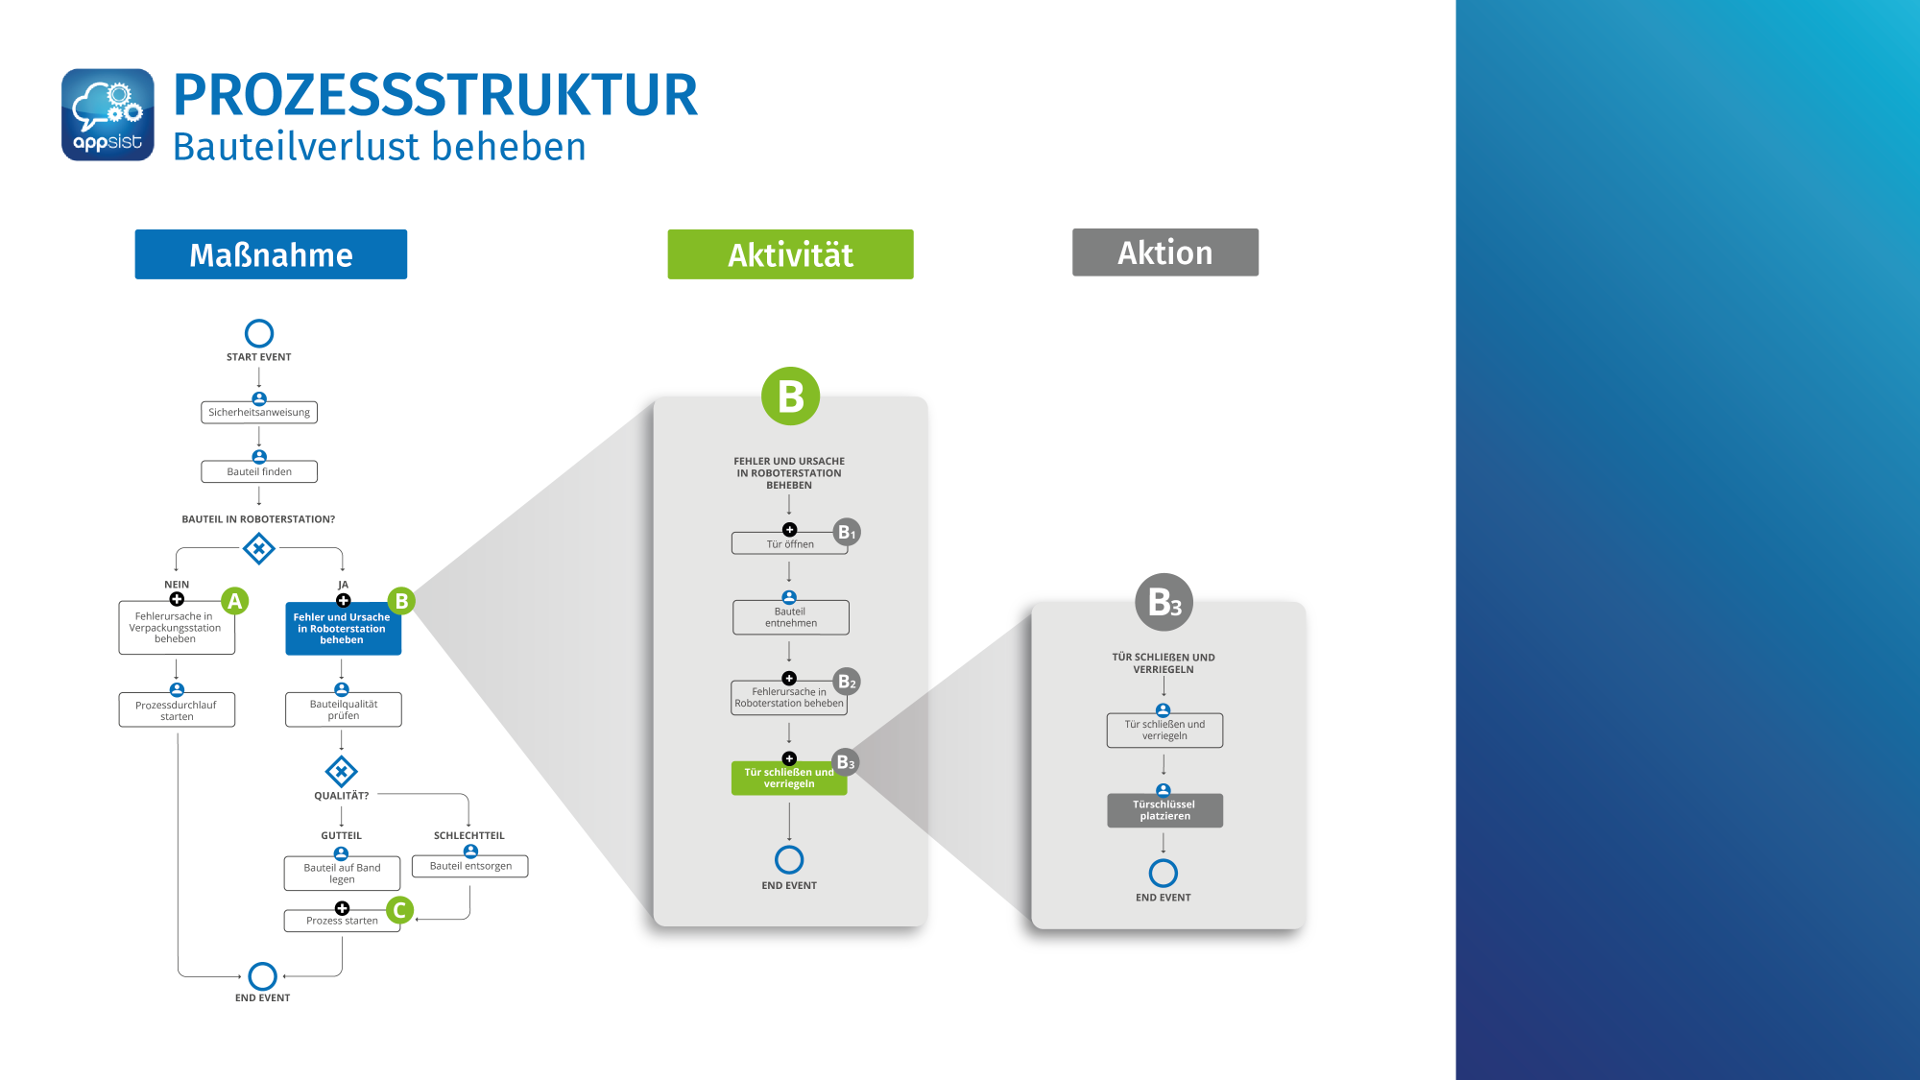 appsist
PROZESSSTRUKTUR
Bauteilverlust beheben
Maßnahme
START EVENT
Sicherheitsanweisung
Bauteil finden
BAUTEIL IN ROBOTERSTATION?
NEIN
A
Fehlerursache in
Verpackungsstation
beheben
Prozessdurchlauf
starten
JA
B
Fehler und Ursache
in Roboterstation
beheben
Bauteilqualität
prüfen
QUALITÄT?
GUTTEIL
Bauteil auf Band
legen
SCHLECHTTEIL
Bauteil entsorgen
C
Prozess starten
END EVENT
Aktivität
B
FEHLER UND URSACHE
IN ROBOTERSTATION
BEHEBEN
B1
Tür öffnen
Bauteil
entnehmen
B2
Fehlerursache in
Roboterstation beheben
B3
Tür schließen und
verriegeln
END EVENT
Aktion
B3
TÜR SCHLIEßEN UND
VERRIEGELN
Tür schließen und
verriegeln
Türschlüssel
platzieren
END EVENT